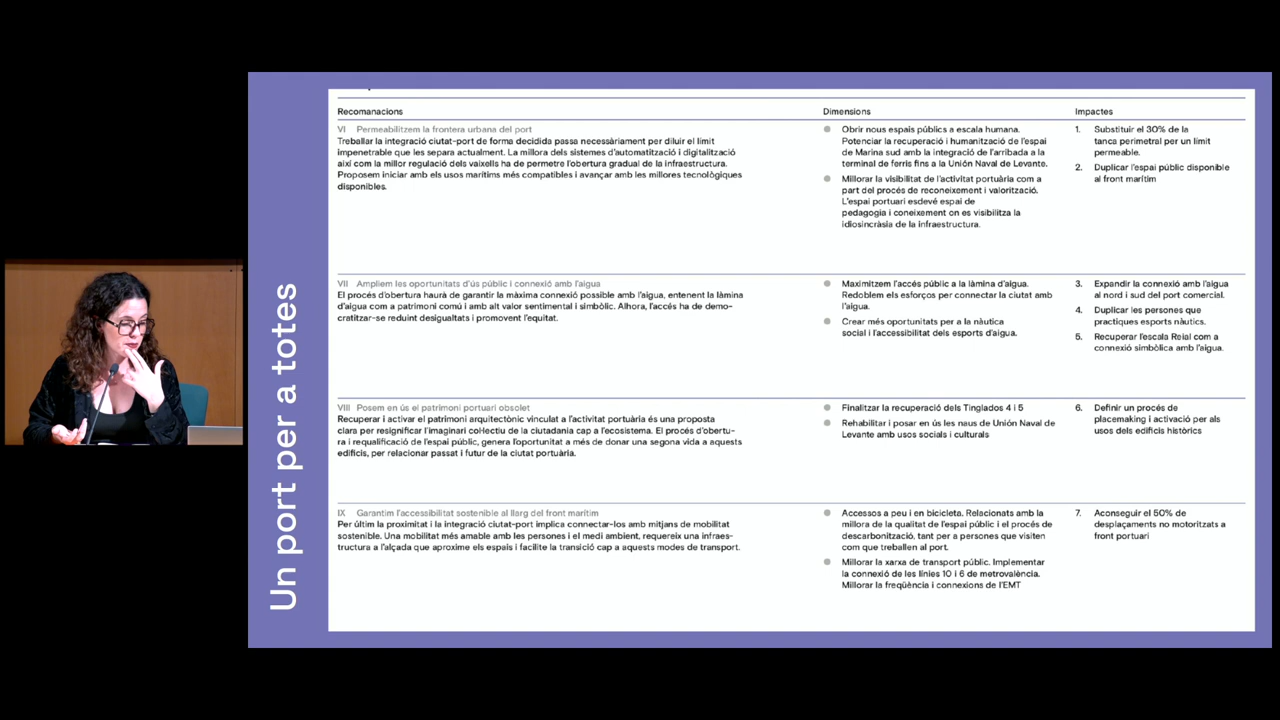 Un port per a totes
Recomanacions
Dimensions
Impactes
VI Permeabilitzem la frontera urbana del port
Treballar la integració ciutat-port de forma decidida passa necessàriament per diluir el límit
impenetrable que les separa actualment. La millora dels sistemes d'automatització i digitalització
així com la millor regulació dels vaixells ha de permetre l'obertura gradual de la infraestructura.
Proposem iniciar amb els usos marítims més compatibles i avançar amb les millores tecnològiques
disponibles.
Obrir nous espais públics a escala humana.
Potenciar la recuperació i humanització de l'espai
de Marina sud amb la integració de l'arribada a la
terminal de ferris fins a la Unión Naval de Levante.
Millorar la visibilitat de l'activitat portuària com a
part del procés de reconeixement i valorització.
L'espai portuari esdevé espai de
pedagogia i coneixement on es visibilitza la
idiosincràsia de la infraestructura.
1. Substituir el 30% de la
tanca perimetral per un límit
permeable.
2. Duplicar l'espai públic disponible
al front marítim
VII Ampliem les oportunitats d'ús públic i connexió amb l'aigua
El procés d'obertura haurà de garantir la màxima connexió possible amb l'aigua, entenent la làmina
d'aigua com a patrimoni comú i amb alt valor sentimental i simbòlic. Alhora, l'accés ha de demo-
cratitzar-se reduint desigualtats i promovent l'equitat.
Maximitzem l'accés públic a la làmina d'aigua.
Redoblem els esforços per connectar la ciutat amb
l'aigua.
Crear més oportunitats per a la nàutica
social i l'accessibilitat dels esports d'aigua.
3. Expandir la connexió amb l'aigua
al nord i sud del port comercial.
4. Duplicar les persones que
practiques esports nàutics.
5. Recuperar l'escala Reial com a
connexió simbòlica amb l'aigua.
VIII Posem en ús el patrimoni portuari obsolet
Recuperar i activar el patrimoni arquitectònic vinculat a l'activitat portuària és una proposta
clara per resignificar l'imaginari col·lectiu de la ciutadania cap a l'ecosistema. El procés d'obertu-
ra i requalificació de l'espai públic, genera l'oportunitat a més de donar una segona vida a aquests
edificis, per relacionar passat i futur de la ciutat portuària.
Finalitzar la recuperació dels Tinglados 4 i 5
Rehabilitar i posar en ús les naus de Unión Naval de
Levante amb usos socials i culturals
6. Definir un procés de
placemaking i activació per als
usos dels edificis històrics
IX Garantim l'accessibilitat sostenible al llarg del front marítim
Per últim la proximitat i la integració ciutat-port implica connectar-los amb mitjans de mobilitat
sostenible. Una mobilitat més amable amb les persones i el medi ambient, requereix una infraes-
tructura a l'alçada que aproxime els espais i facilite la transició cap a aquests modes de transport.
Accessos a peu i en bicicleta. Relacionats amb la
millora de la qualitat de l'espai públic i el procés de
descarbonització, tant per a persones que visiten
com que treballen al port.
Millorar la xarxa de transport públic. Implementar
la connexió de les línies 10 i 6 de metrovalència.
Millorar la freqüència i connexions de l'EMT
7. Aconseguir el 50% de
desplaçaments no motoritzats a
front portuari